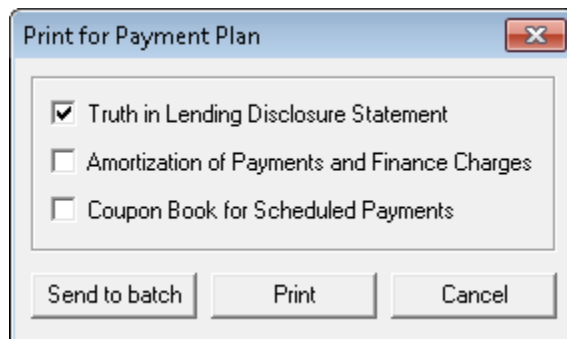 Print for Payment Plan
Truth in Lending Disclosure Statement
Amortization of Payments and Finance Charges
Coupon Book for Scheduled Payments
Send to batch Print Cancel